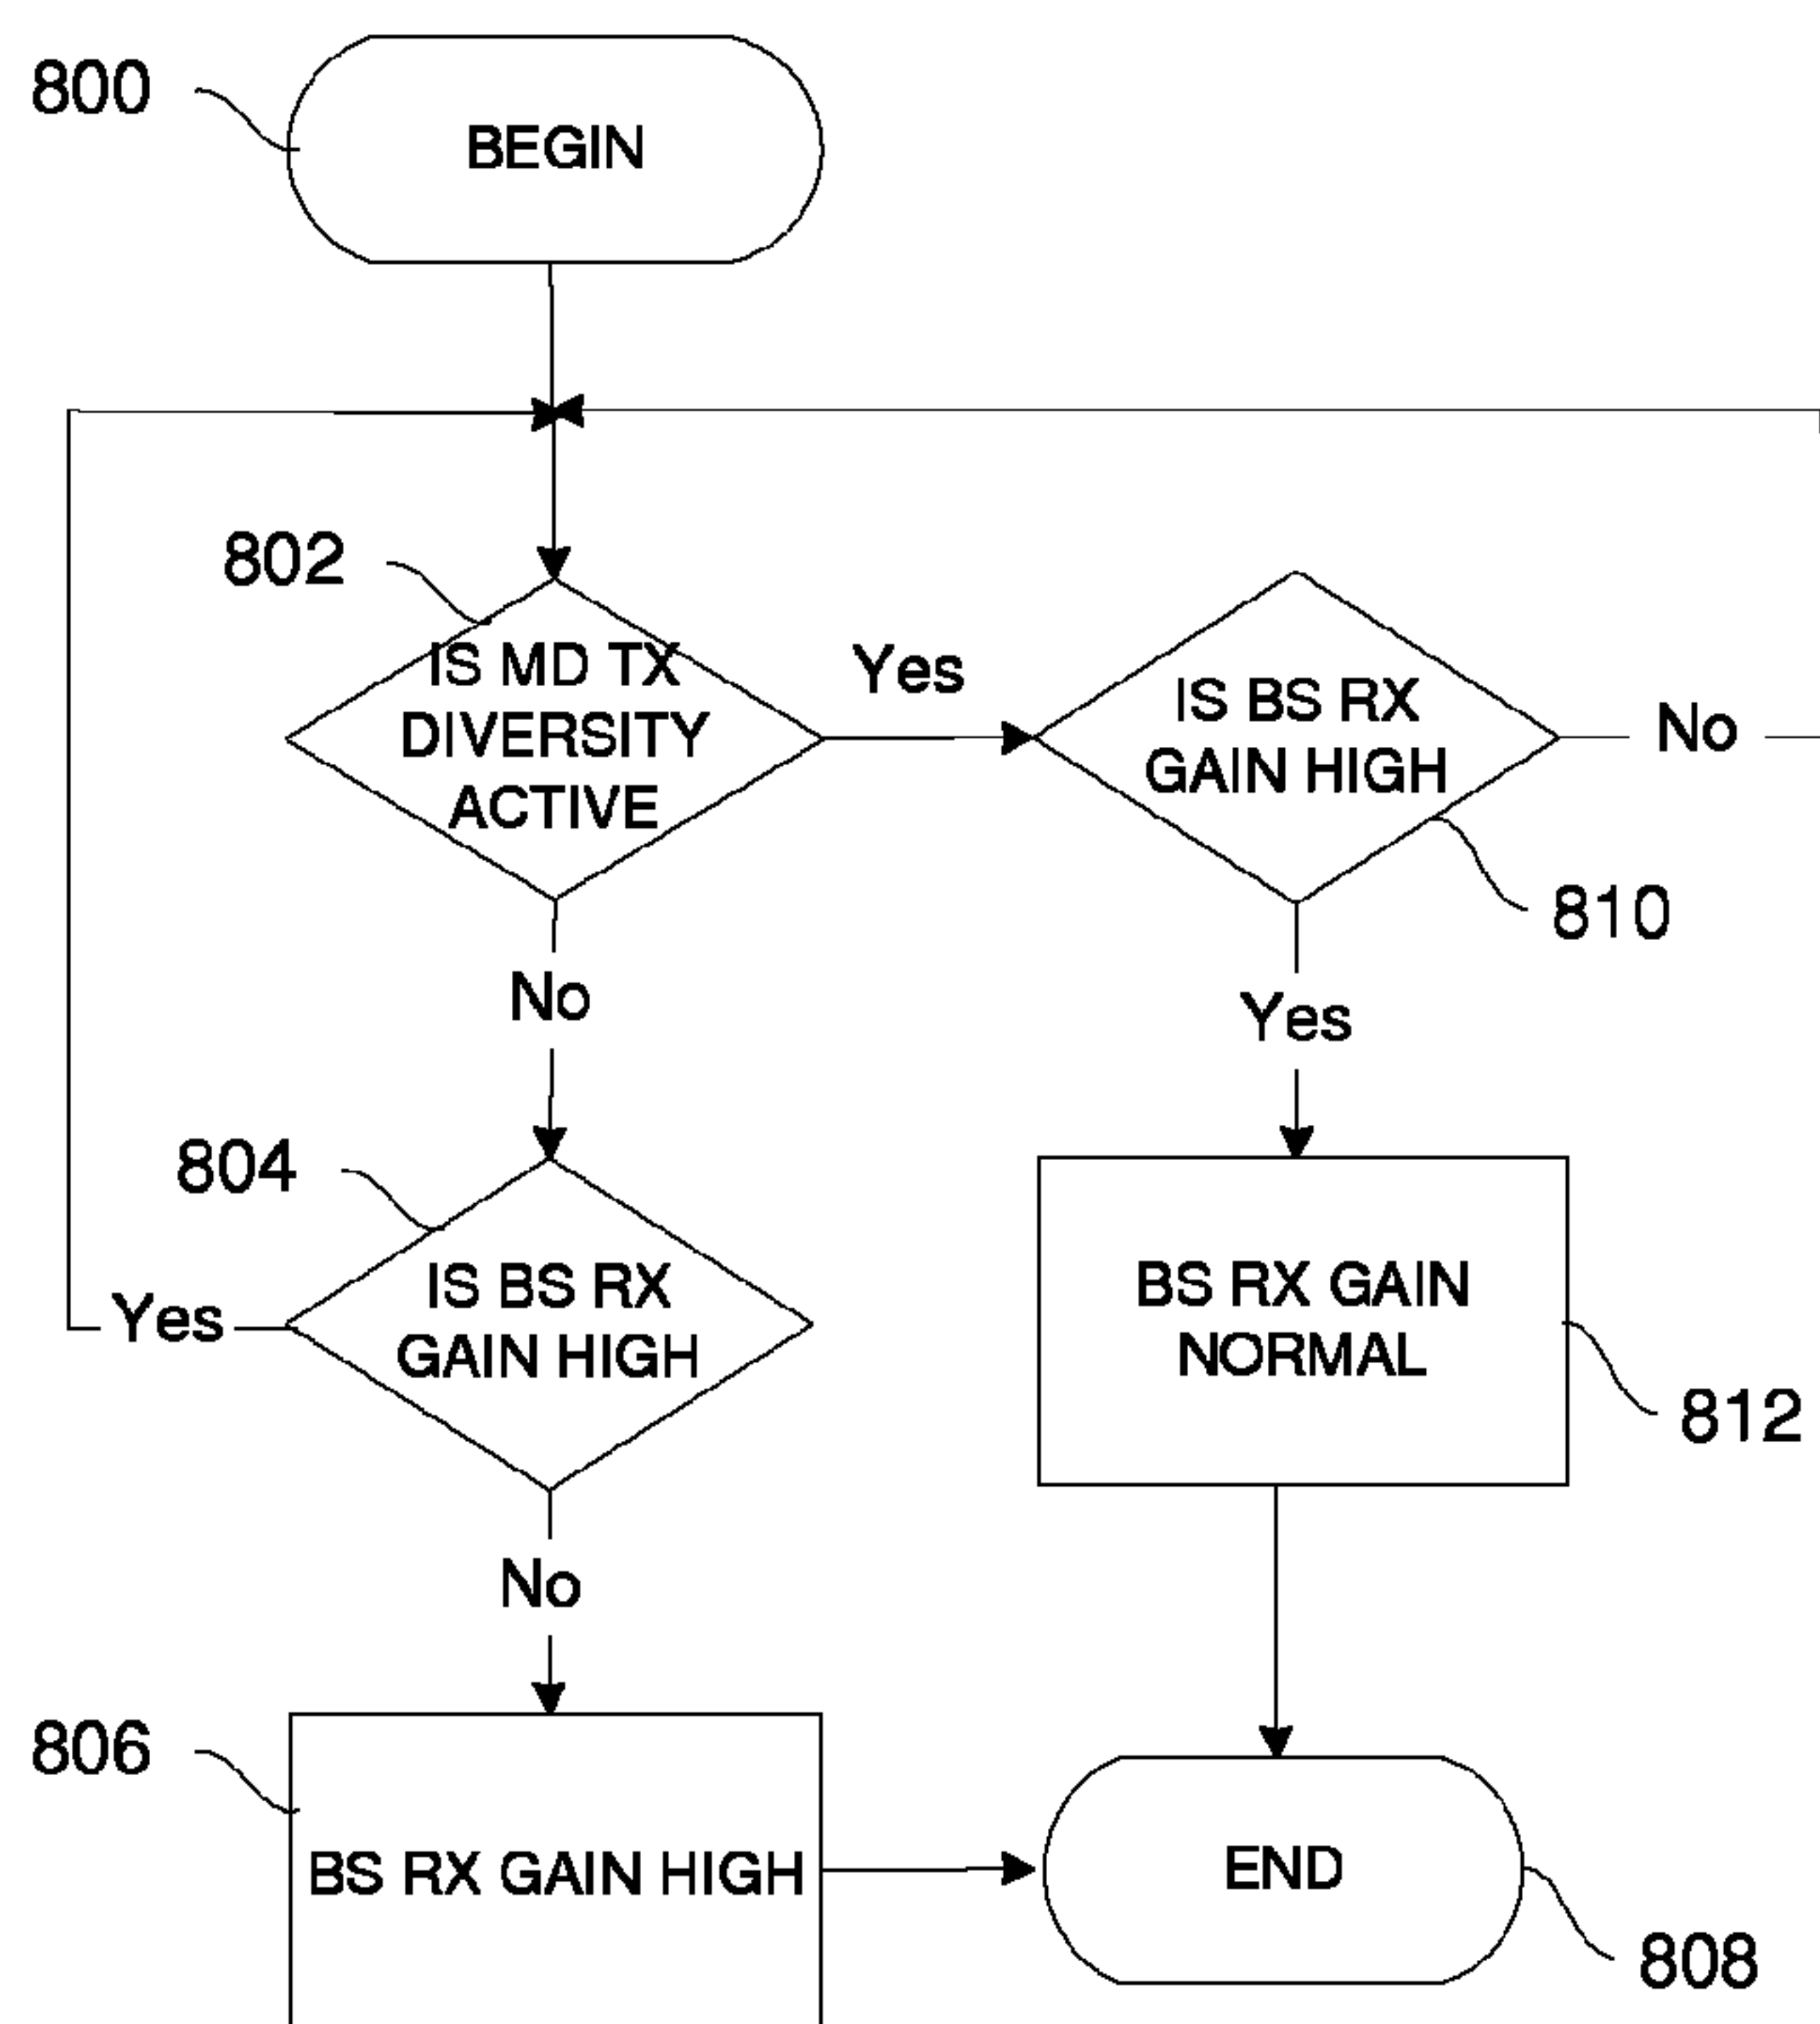 800
BEGIN
802
IS MD TX
DIVERSITY
ACTIVE
Yes
IS BS RX
GAIN HIGH
No
810
No
Yes
804
IS BS RX
GAIN HIGH
Yes
BS RX GAIN
NORMAL
812
No
806
BS RX GAIN HIGH
END
808